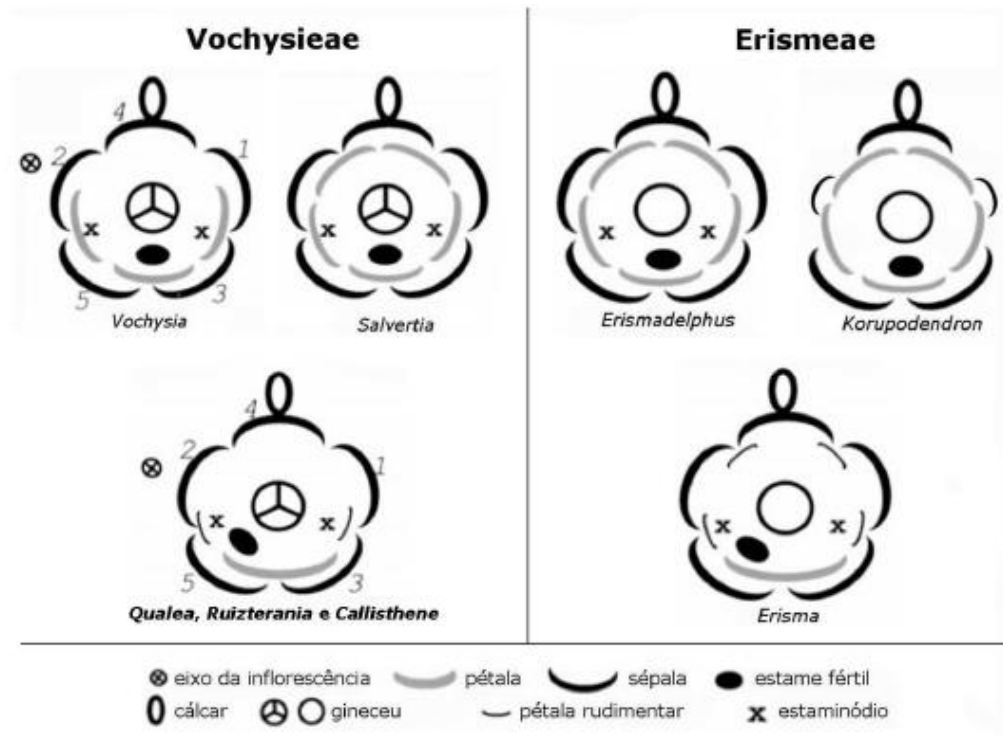 Vochysieae
Erismeae
4
2
1
x
x
5
3
Vochysia
x
x
Salvertia
x
x
Erismadelphus
Korupodendron
4
2
1
x
x
5
3
Qualea, Ruizterania e Callisthene
x
x
Erisma
eixo da inflorescência
pétala
sépala
estame fértil
cálcar
gineceu
pétala rudimentar
x estaminódio